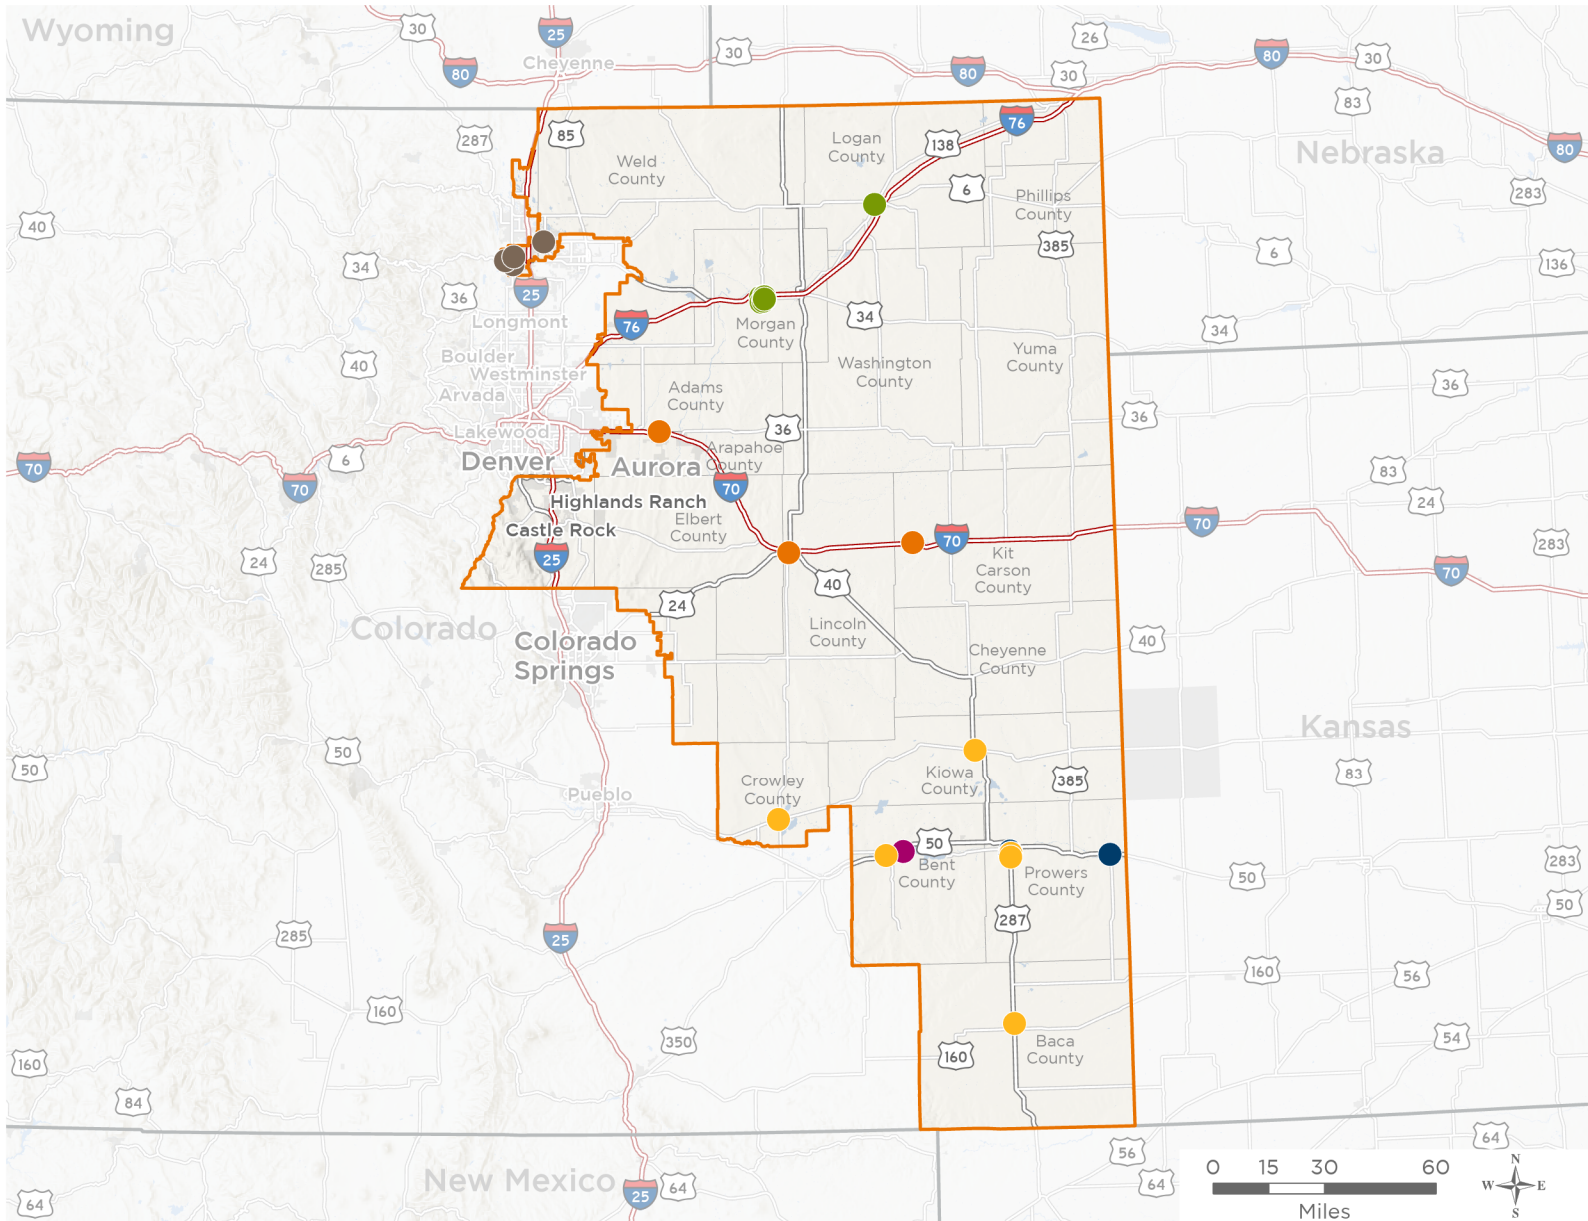 Wyoming
30
25
26
Cheyenne
30
80
80
30
80
30
83
287
85
Weld
County
Logan
County
138
76
80
Nebraska
6
Phillips
County
283
40
385
6
136
34
36
25
Longmont
76
Morgan
County
34
34
Boulder
Westminster
40
Arvada
Washington
County
Yuma
County
36
Adams
County
36
36
Lakewood
6
Denver
Aurora
Arapahoe
County
70
70
70
83
24
Highlands Ranch
Castle Rock
Elbert
County
25
70
70
283
24
285
Kit
Carson
County
40
70
24
Colorado
Colorado
Springs
Lincoln
County
Cheyenne
County
40
Kansas
50
50
Pueblo
Crowley
County
Kiowa
County
385
83
50
Bent
County
Prowers
County
50
283
50
287
285
25
160
56
160
350
160
Baca
County
54
160
84
56
64
New Mexico
25
64
64
64
0 15 30 60
Miles
N
W E
S